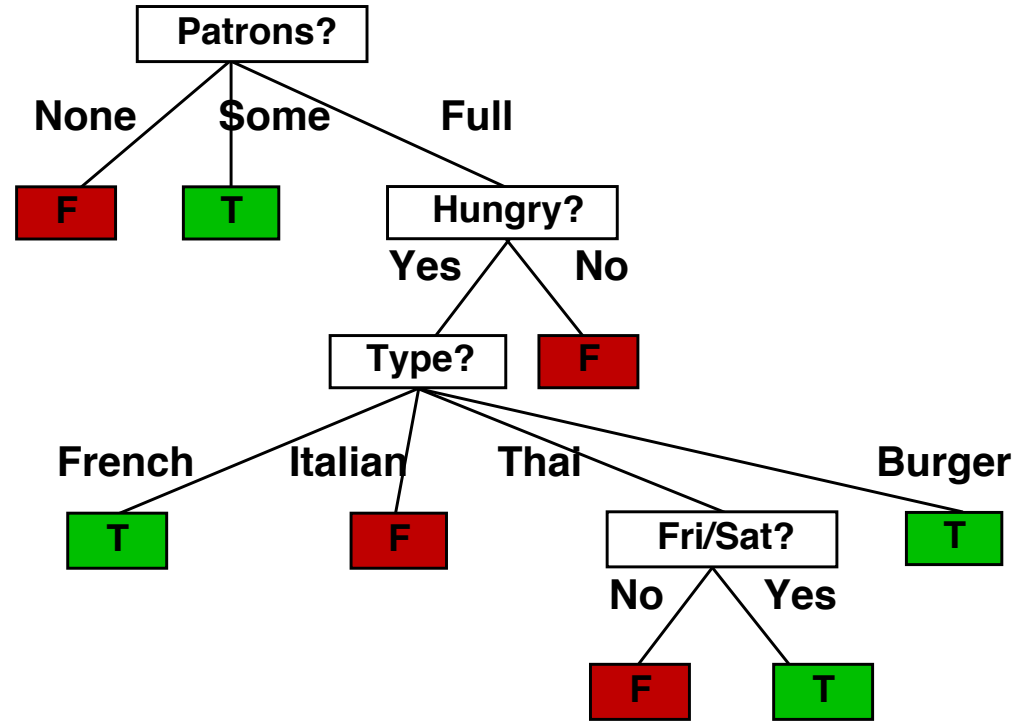 Patrons?
None Some Full
F T Hungry?
Yes No
Type? F
French Italian Thai Burger
T F Fri/Sat? T
No Yes
F T